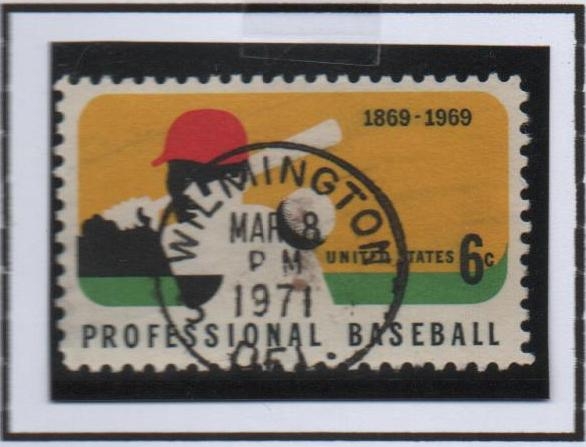 1869-1969
WILMINGTON
MAR 8
PM
1971
DEL.
UNITED STATES 6c
PROFESSIONAL BASEBALL